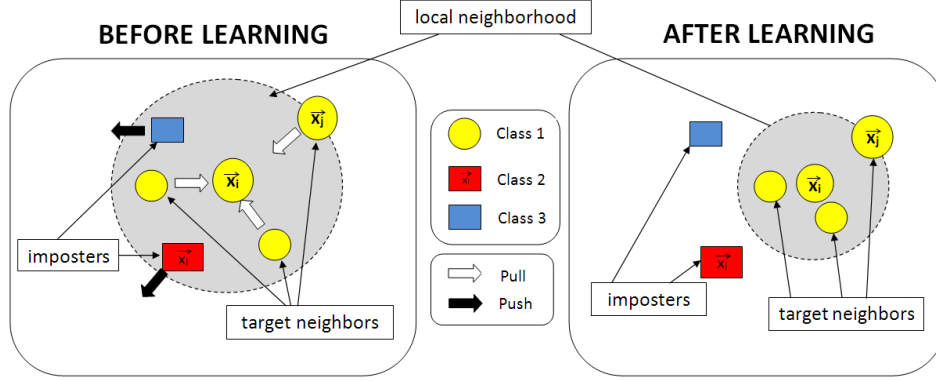 local neighborhood
BEFORE LEARNING
AFTER LEARNING
x⃗j
x⃗i
x⃗l
imposters
target neighbors
Class 1
x⃗l
Class 2
Class 3
Pull
Push
x⃗j
x⃗i
x⃗l
imposters
target neighbors